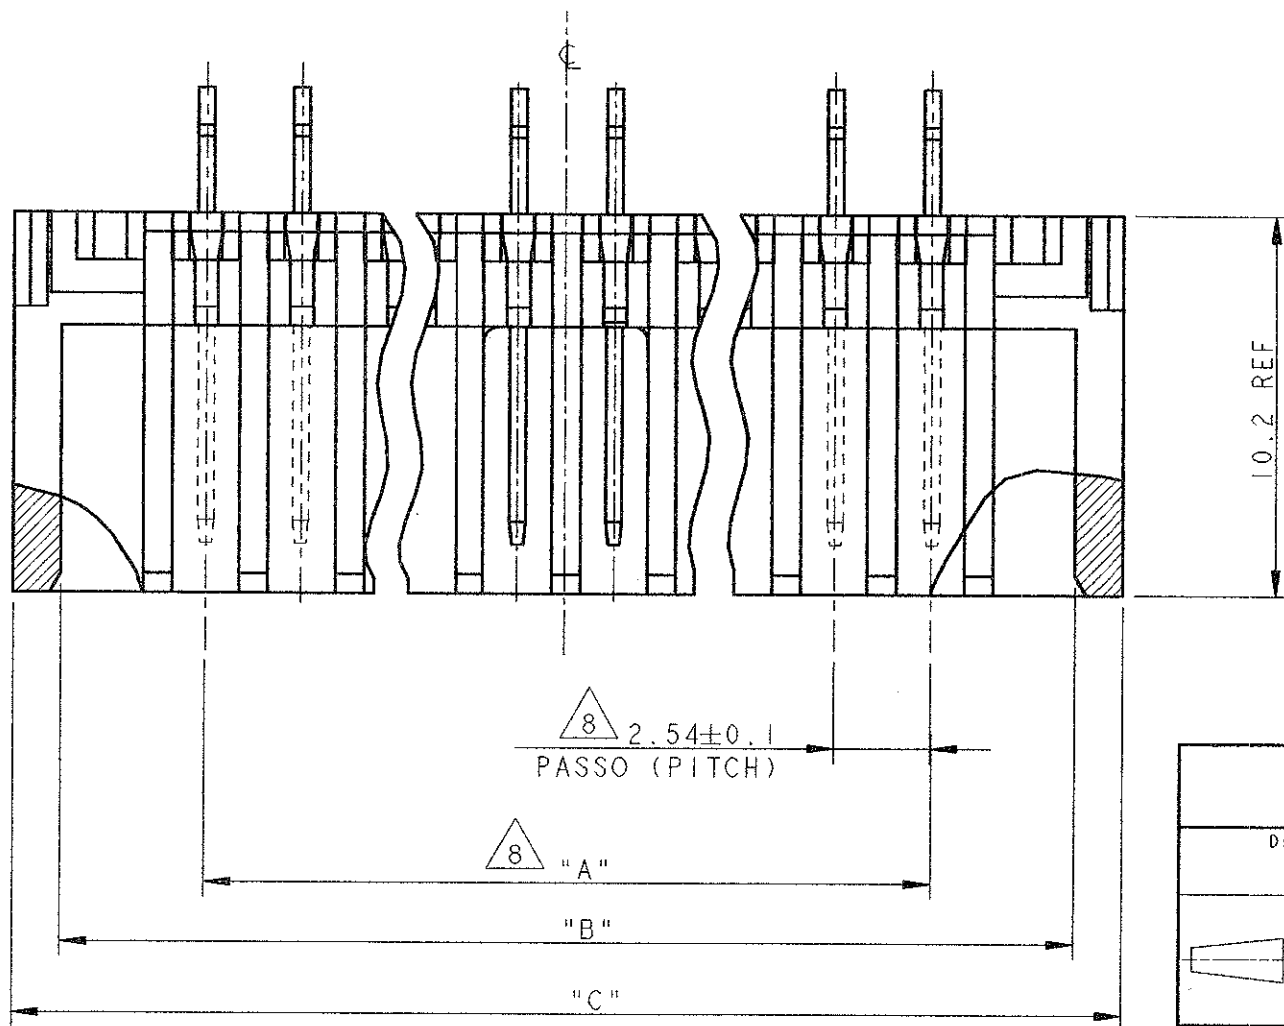 ℄
10.2 REF
8 2.54±0.1
PASSO (PITCH)
8 "A"
"B"
"C"